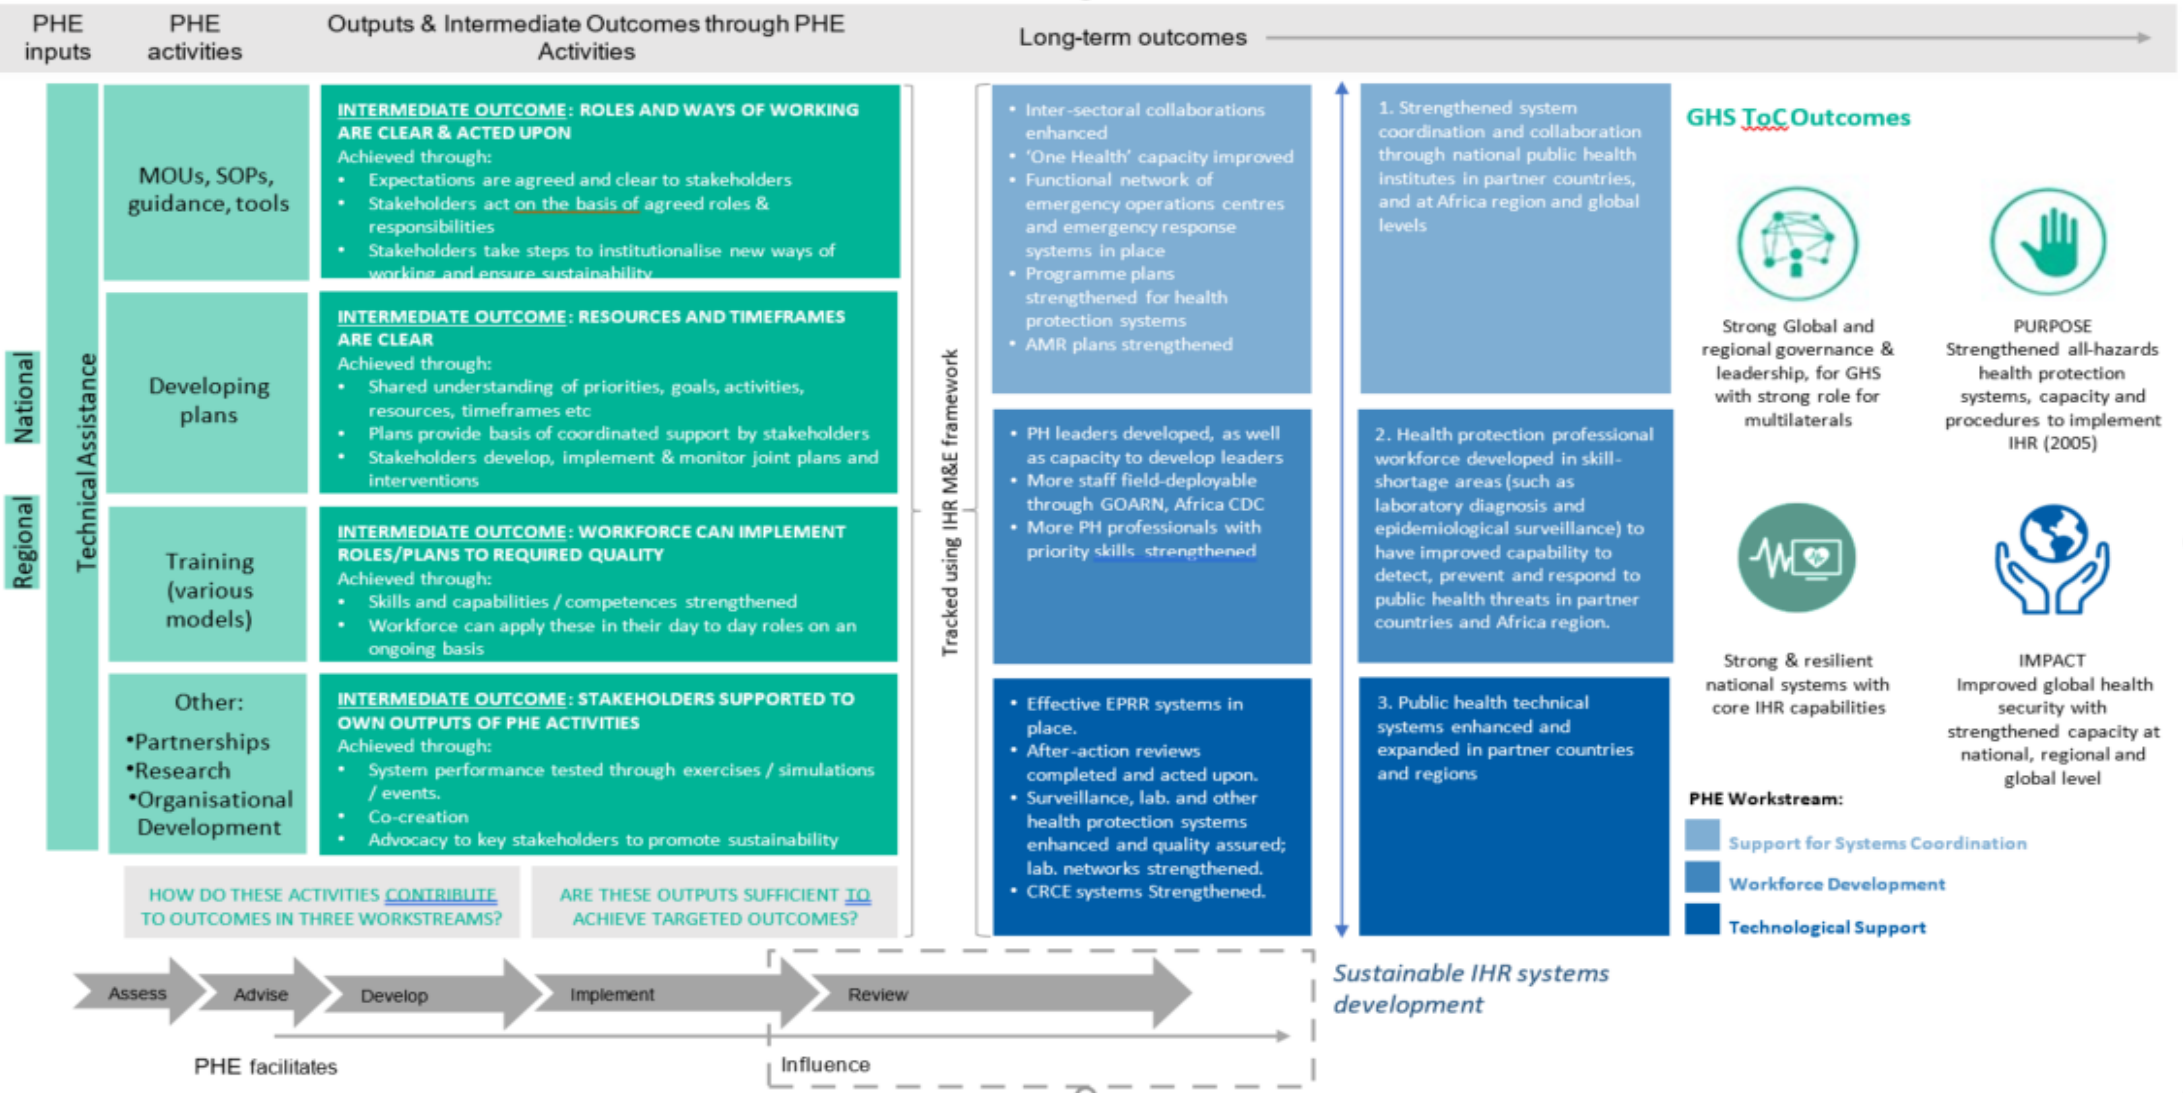 PHE
inputs
PHE
activities
Outputs & Intermediate Outcomes through PHE
Activities
Long-term outcomes
National
Regional
Technical Assistance
MOUs, SOPs,
guidance, tools
INTERMEDIATE OUTCOME: ROLES AND WAYS OF WORKING
ARE CLEAR & ACTED UPON
Achieved through:
• Expectations are agreed and clear to stakeholders
• Stakeholders act on the basis of agreed roles &
responsibilities
• Stakeholders take steps to institutionalise new ways of
working and ensure sustainability
Developing
plans
INTERMEDIATE OUTCOME: RESOURCES AND TIMEFRAMES
ARE CLEAR
Achieved through:
• Shared understanding of priorities, goals, activities,
resources, timeframes etc
• Plans provide basis of coordinated support by stakeholders
• Stakeholders develop, implement & monitor joint plans and
interventions
Training
(various
models)
INTERMEDIATE OUTCOME: WORKFORCE CAN IMPLEMENT
ROLES/PLANS TO REQUIRED QUALITY
Achieved through:
• Skills and capabilities / competences strengthened
• Workforce can apply these in their day to day roles on an
ongoing basis
Other:
•Partnerships
•Research
•Organisational
Development
INTERMEDIATE OUTCOME: STAKEHOLDERS SUPPORTED TO
OWN OUTPUTS OF PHE ACTIVITIES
Achieved through:
• System performance tested through exercises / simulations
/ events.
• Co-creation
• Advocacy to key stakeholders to promote sustainability
HOW DO THESE ACTIVITIES CONTRIBUTE
TO OUTCOMES IN THREE WORKSTREAMS?
ARE THESE OUTPUTS SUFFICIENT TO
ACHIEVE TARGETED OUTCOMES?
Tracked using IHR M&E framework
• Inter-sectoral collaborations
enhanced
• ‘One Health’ capacity improved
• Functional network of
emergency operations centres
and emergency response
systems in place
• Programme plans
strengthened for health
protection systems
• AMR plans strengthened
• PH leaders developed, as well
as capacity to develop leaders
• More staff field-deployable
through GOARN, Africa CDC
• More PH professionals with
priority skills strengthened
• Effective EPRR systems in
place.
• After-action reviews
completed and acted upon.
• Surveillance, lab. and other
health protection systems
enhanced and quality assured;
lab. networks strengthened.
• CRCE systems Strengthened.
1. Strengthened system
coordination and collaboration
through national public health
institutes in partner countries,
and at Africa region and global
levels
2. Health protection professional
workforce developed in skill-
shortage areas (such as
laboratory diagnosis and
epidemiological surveillance) to
have improved capability to
detect, prevent and respond to
public health threats in partner
countries and Africa region.
3. Public health technical
systems enhanced and
expanded in partner countries
and regions
GHS ToC Outcomes
Strong Global and
regional governance &
leadership, for GHS
with strong role for
multilaterals
PURPOSE
Strengthened all-hazards
health protection
systems, capacity and
procedures to implement
IHR (2005)
Strong & resilient
national systems with
core IHR capabilities
IMPACT
Improved global health
security with
strengthened capacity at
national, regional and
global level
PHE Workstream:
Support for Systems Coordination
Workforce Development
Technological Support
Assess
Advise
Develop
Implement
Review
PHE facilitates
Influence
Sustainable IHR systems
development